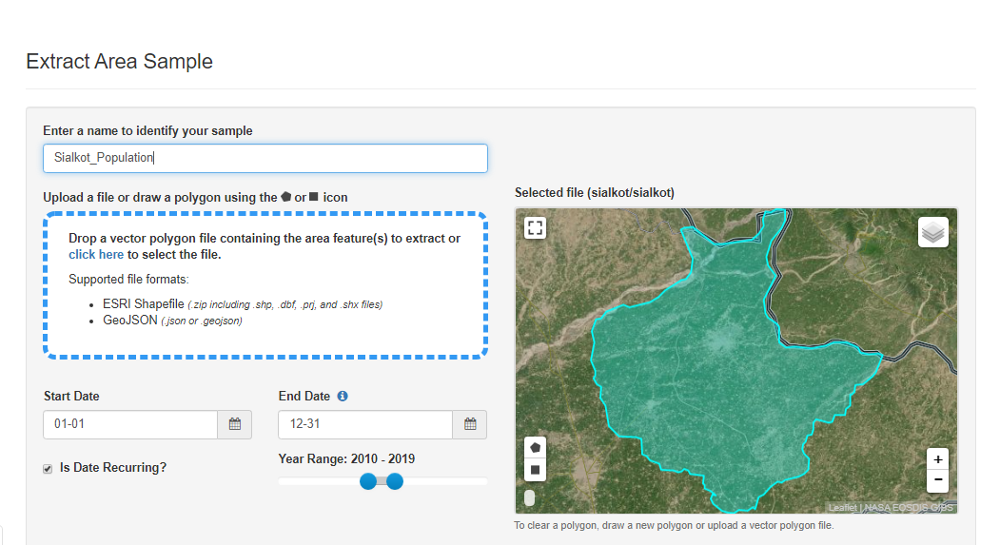 Extract Area Sample
Enter a name to identify your sample
Sialkot_Population
Upload a file or draw a polygon using the or icon
Drop a vector polygon file containing the area feature(s) to extract or
click here to select the file.
Supported file formats:
• ESRI Shapefile (.zip including .shp, .dbf, .prj, and .shx files)
• GeoJSON (.json or .geojson)
Start Date
01-01
End Date
12-31
Is Date Recurring?
Year Range: 2010 - 2019
Selected file (sialkot/sialkot)
+
−
Leaflet | NASA EOSDIS GIBS
To clear a polygon, draw a new polygon or upload a vector polygon file.